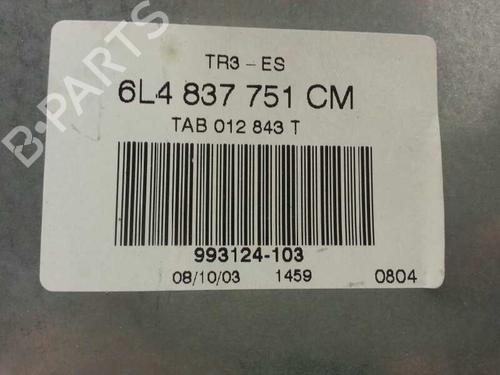 B-PARTS
TR3 - ES
6L4 837 751 CM
TAB 012 843 T
993124-103
08/10/03 1459 0804